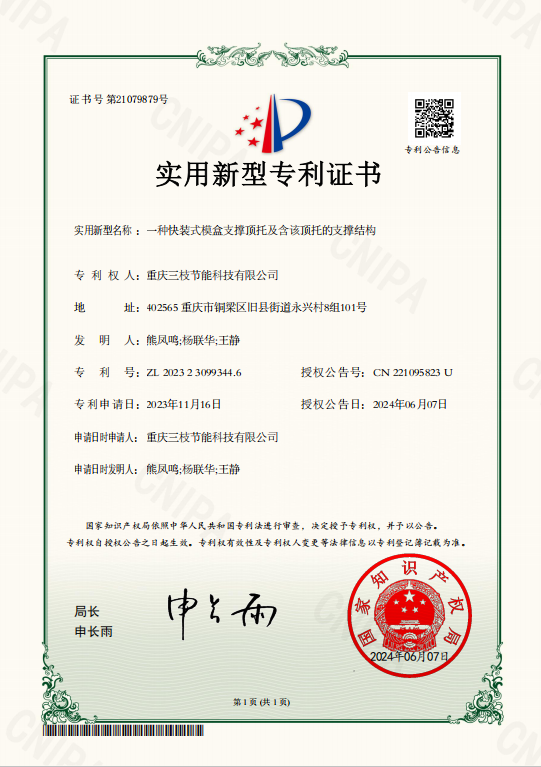 证书号第21079879号
专利公告信息
实用新型专利证书
实用新型名称：一种快装式模盒支撑顶托及含该顶托的支撑结构
专利权人：重庆三枝节能科技有限公司
地址：402565 重庆市铜梁区旧县街道永兴村8组101号
发明人：熊凤鸣;杨联华;王静
专利号：ZL 2023 2 3099344.6 授权公告号：CN 221095823 U
专利申请日：2023年11月16日 授权公告日：2024年06月07日
申请日时申请人：重庆三枝节能科技有限公司
申请日时发明人：熊凤鸣;杨联华;王静
国家知识产权局依照中华人民共和国专利法进行审查，决定授予专利权，并予以公告。
专利权自授权公告之日起生效。专利权有效性及专利权人变更等法律信息以专利登记簿记载为准。
局长
申长雨
申长雨
国家知识产权局
2024年06月07日
第1页 (共1页)
CNIPA
CNIPA
CNIPA
CNIPA
CNIPA
CNIPA
CNIPA
CNIPA
CNIPA